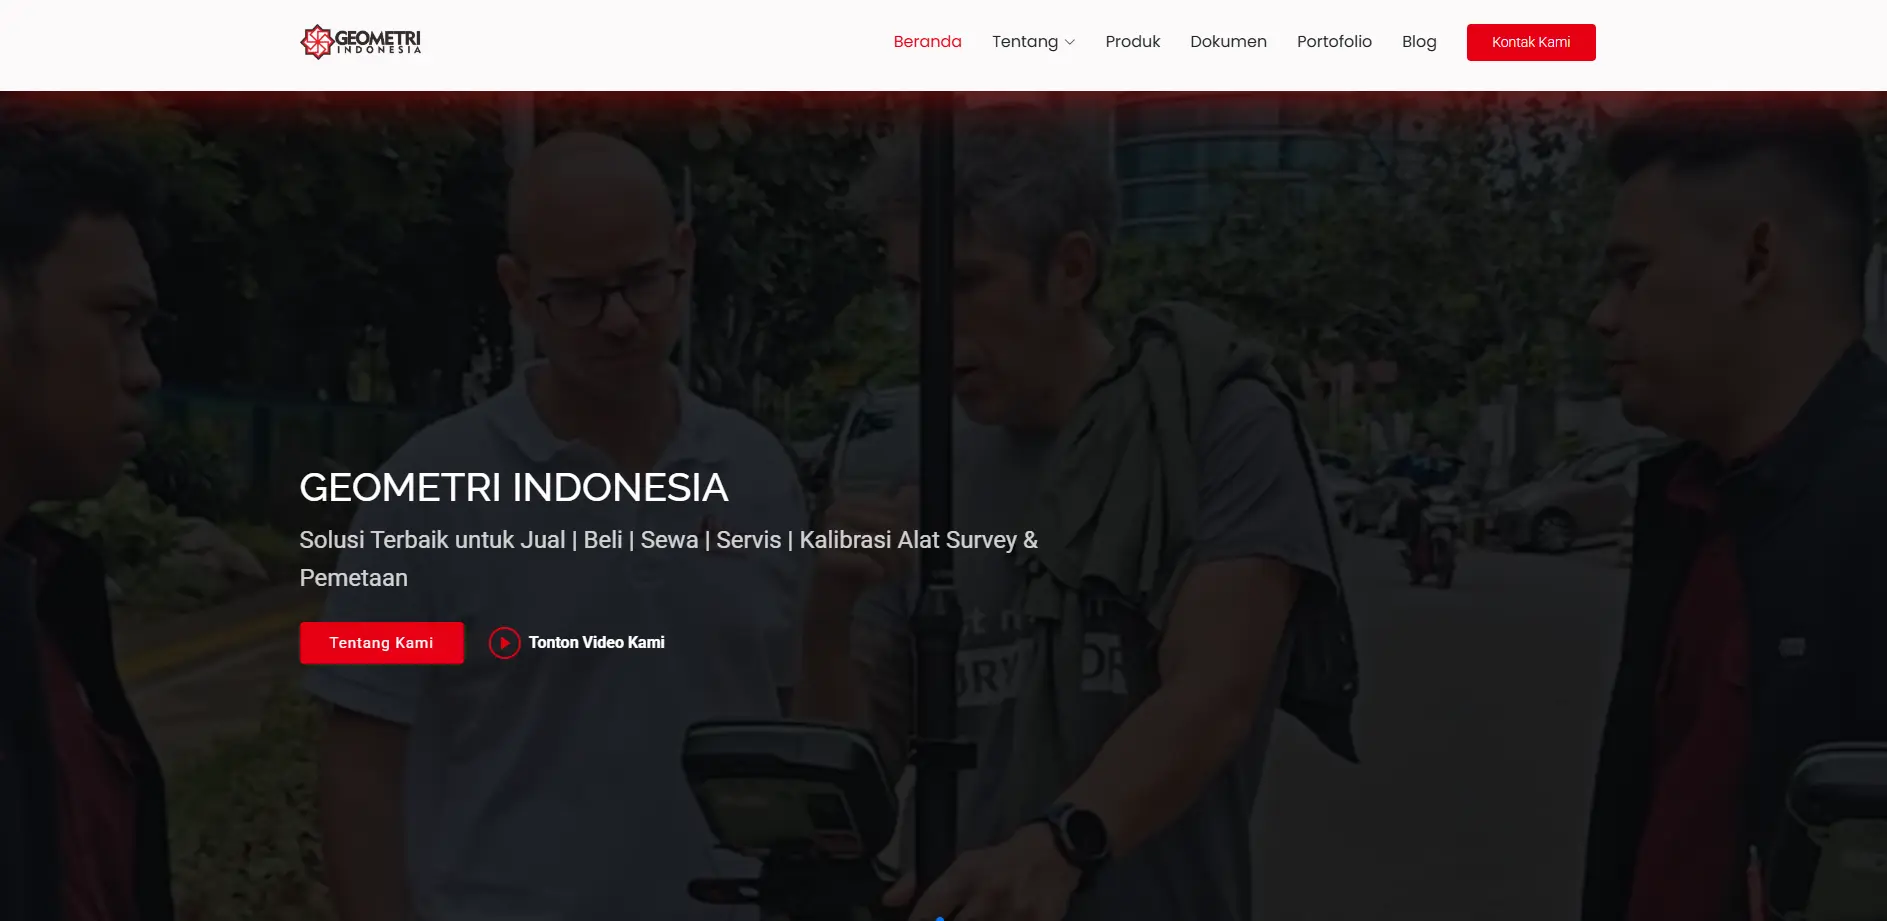 GEOMETRI
INDONESIA
Beranda
Tentang
Produk
Dokumen
Portofolio
Blog
Kontak Kami
GEOMETRI INDONESIA
Solusi Terbaik untuk Jual | Beli | Sewa | Servis | Kalibrasi Alat Survey &
Pemetaan
Tentang Kami
Tonton Video Kami